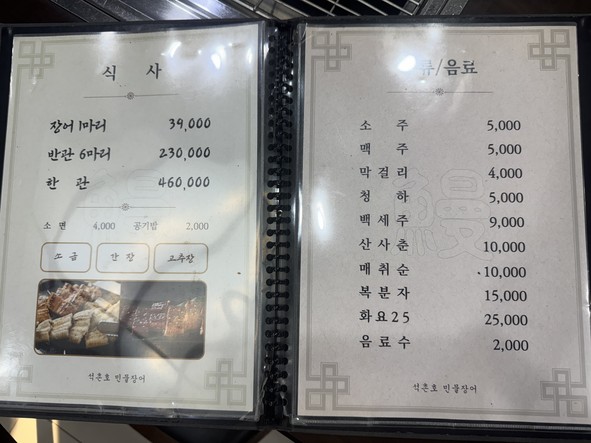 식 사
장어 1마리 39,000
반관 6마리 230,000
한 관 460,000
소 면 4,000 공기밥 2,000
소금 간장 고추장
석촌호 민물장어
류/음료
소 주 5,000
맥 주 5,000
막걸리 4,000
청 하 5,000
백세주 9,000
산사춘 10,000
매취순 10,000
복분자 15,000
화요25 25,000
음료수 2,000
석촌호 민물장어